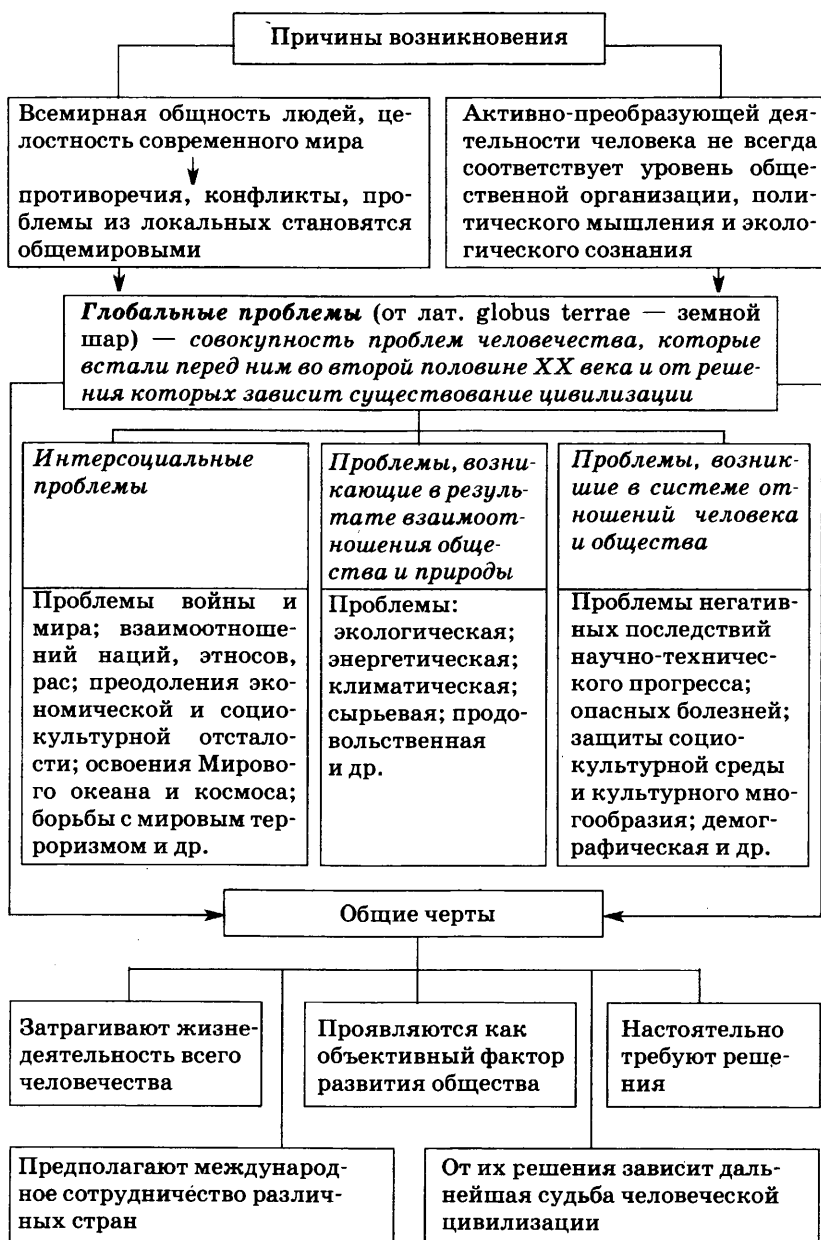 Причины возникновения
Всемирная общность людей, це-
лостность современного мира
противоречия, конфликты, про-
блемы из локальных становятся
общемировыми
Активно-преобразующей дея-
тельности человека не всегда
соответствует уровень обще-
ственной организации, поли-
тического мышления и эколо-
гического сознания
Глобальные проблемы (от лат. globus terrae — земной
шар) — совокупность проблем человечества, которые
встали перед ним во второй половине XX века и от реше-
ния которых зависит существование цивилизации
Интерсоциальные
проблемы
Проблемы войны и
мира; взаимоотноше-
ний наций, этносов,
рас; преодоления эко-
номической и социо-
культурной отстало-
сти; освоения Мирово-
го океана и космоса;
борьбы с мировым тер-
роризмом и др.
Проблемы, возни-
кающие в резуль-
тате взаимоот-
ношения обще-
ства и природы
Проблемы:
экологическая;
энергетическая;
климатическая;
сырьевая; продо-
вольственная
и др.
Проблемы, возник-
шие в системе от-
ношений человека
и общества
Проблемы негатив-
ных последствий
научно-техничес-
кого прогресса;
опасных болезней;
защиты социо-
культурной среды
и культурного мно-
гообразия; демог-
рафическая и др.
Общие черты
Затрагивают жизне-
деятельность всего
человечества
Проявляются как
объективный фактор
развития общества
Настоятельно
требуют реше-
ния
Предполагают международ-
ное сотрудничество различ-
ных стран
От их решения зависит даль-
нейшая судьба человеческой
цивилизации